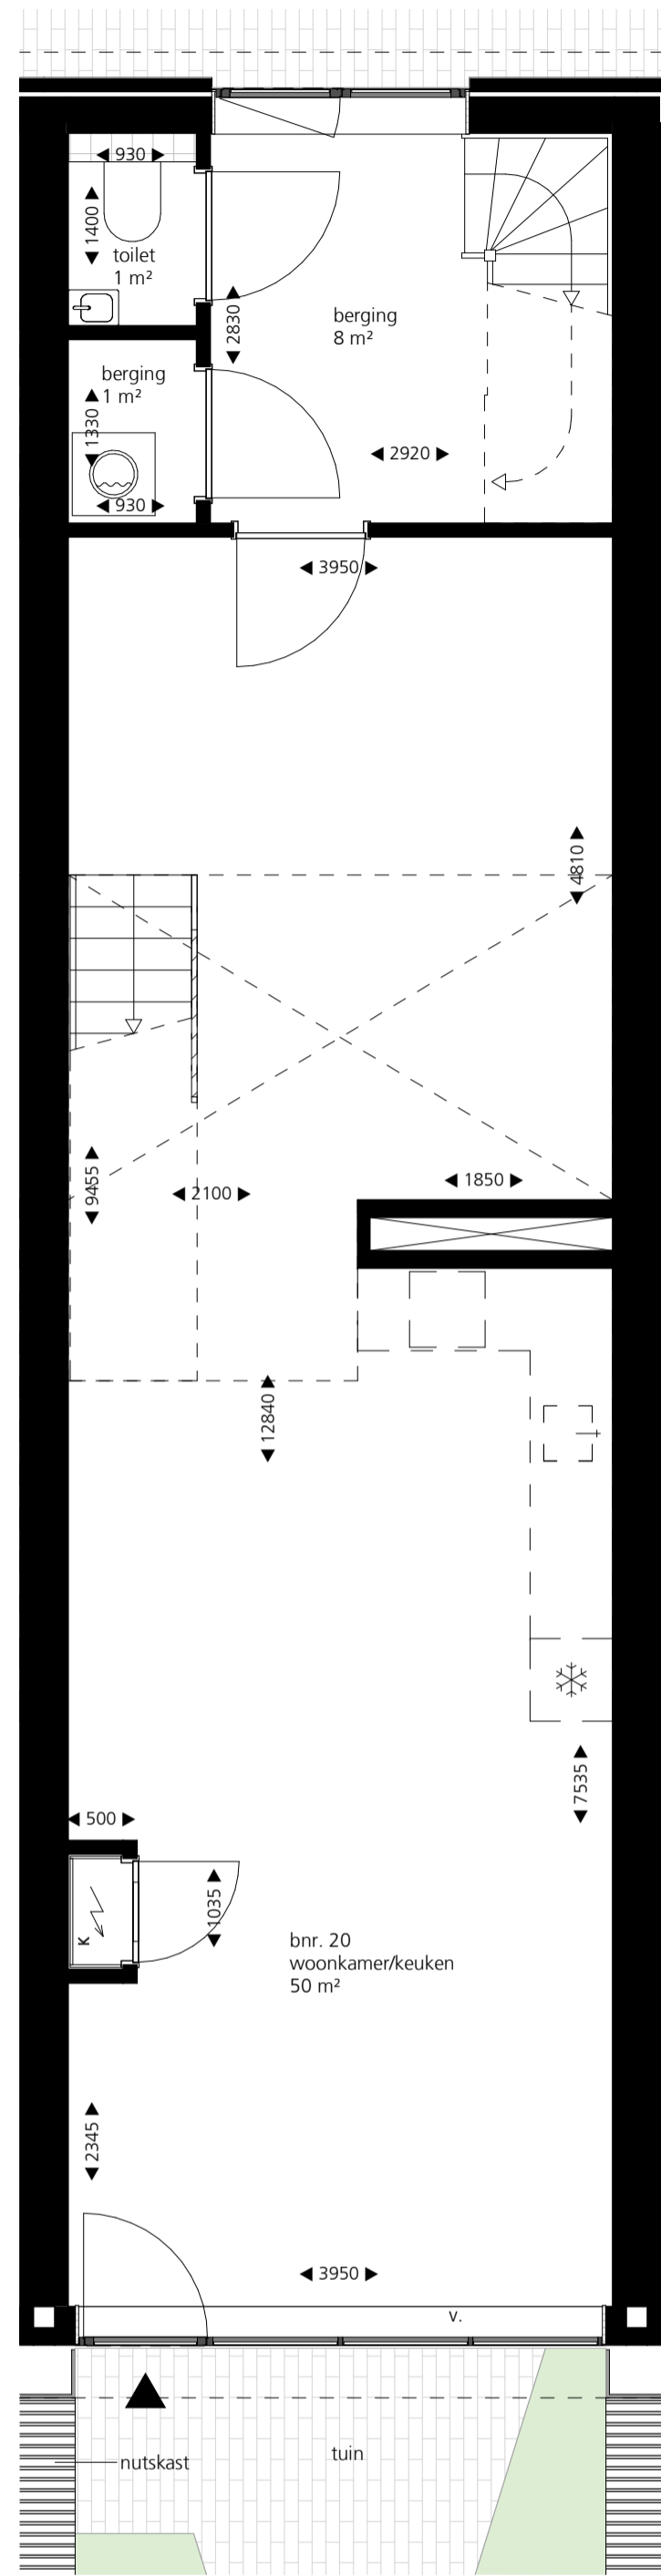 930
1400
toilet
1 m²
2830
berging
8 m²
berging
1 m²
1330
2920
930
3950
4810
9455
2100
1850
12840
7535
500
1035
K
bnr. 20
woonkamer/keuken
50 m²
2345
3950
v.
tuin
nutskast